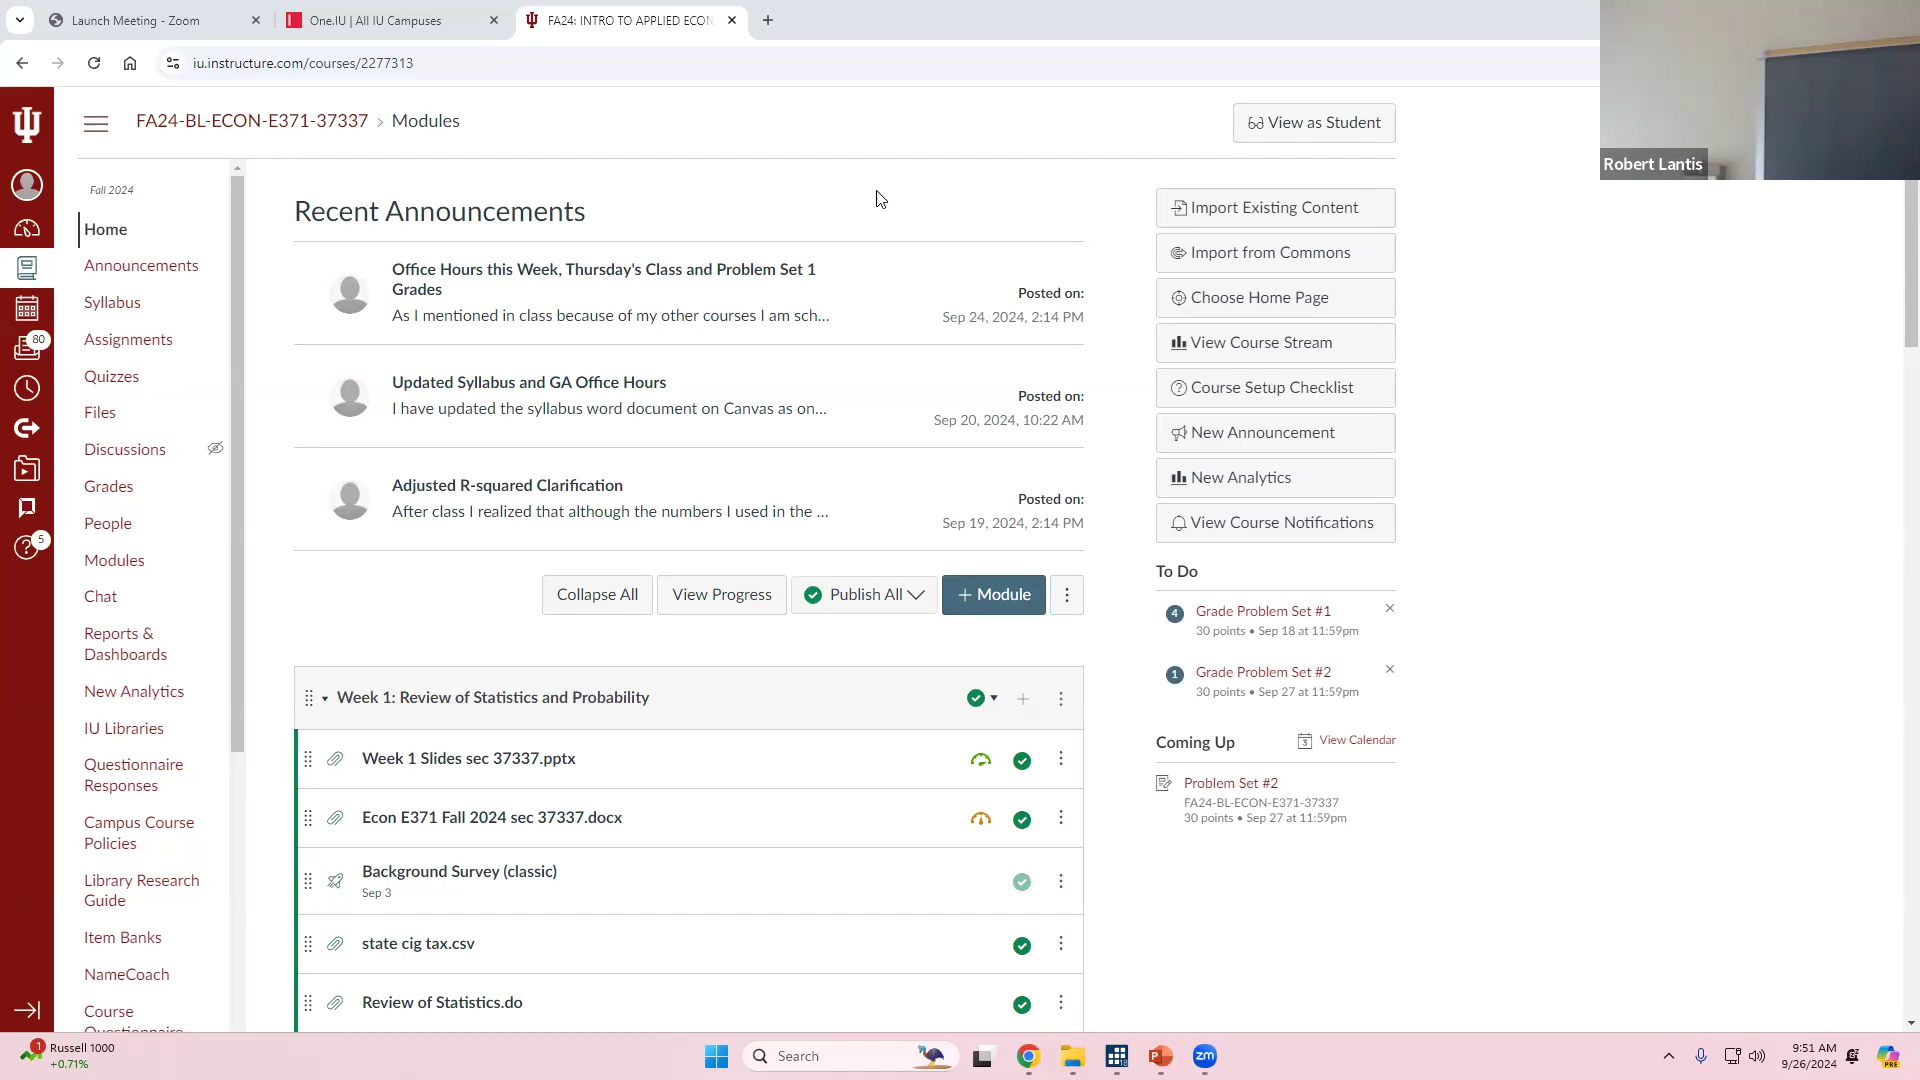 Launch Meeting - Zoom
One.IU | All IU Campuses
FA24: INTRO TO APPLIED ECON
iu.instructure.com/courses/2277313
Robert Lantis
FA24-BL-ECON-E371-37337 > Modules
View as Student
Fall 2024
Home
Announcements
Syllabus
Assignments
Quizzes
Files
Discussions
Grades
People
Modules
Chat
Reports &
Dashboards
New Analytics
IU Libraries
Questionnaire
Responses
Campus Course
Policies
Library Research
Guide
Item Banks
NameCoach
Course
Questionnaire
80
5
Recent Announcements
Office Hours this Week, Thursday's Class and Problem Set 1
Grades
As I mentioned in class because of my other courses I am sch...
Posted on:
Sep 24, 2024, 2:14 PM
Updated Syllabus and GA Office Hours
I have updated the syllabus word document on Canvas as on...
Posted on:
Sep 20, 2024, 10:22 AM
Adjusted R-squared Clarification
After class I realized that although the numbers I used in the ...
Posted on:
Sep 19, 2024, 2:14 PM
Collapse All
View Progress
Publish All
+ Module
Week 1: Review of Statistics and Probability
Week 1 Slides sec 37337.pptx
Econ E371 Fall 2024 sec 37337.docx
Background Survey (classic)
Sep 3
state cig tax.csv
Review of Statistics.do
Import Existing Content
Import from Commons
Choose Home Page
View Course Stream
Course Setup Checklist
New Announcement
New Analytics
View Course Notifications
To Do
4
Grade Problem Set #1
30 points • Sep 18 at 11:59pm
1
Grade Problem Set #2
30 points • Sep 27 at 11:59pm
Coming Up
View Calendar
Problem Set #2
FA24-BL-ECON-E371-37337
30 points • Sep 27 at 11:59pm
1
Russell 1000
+0.71%
Search
zm
9:51 AM
9/26/2024
PRE